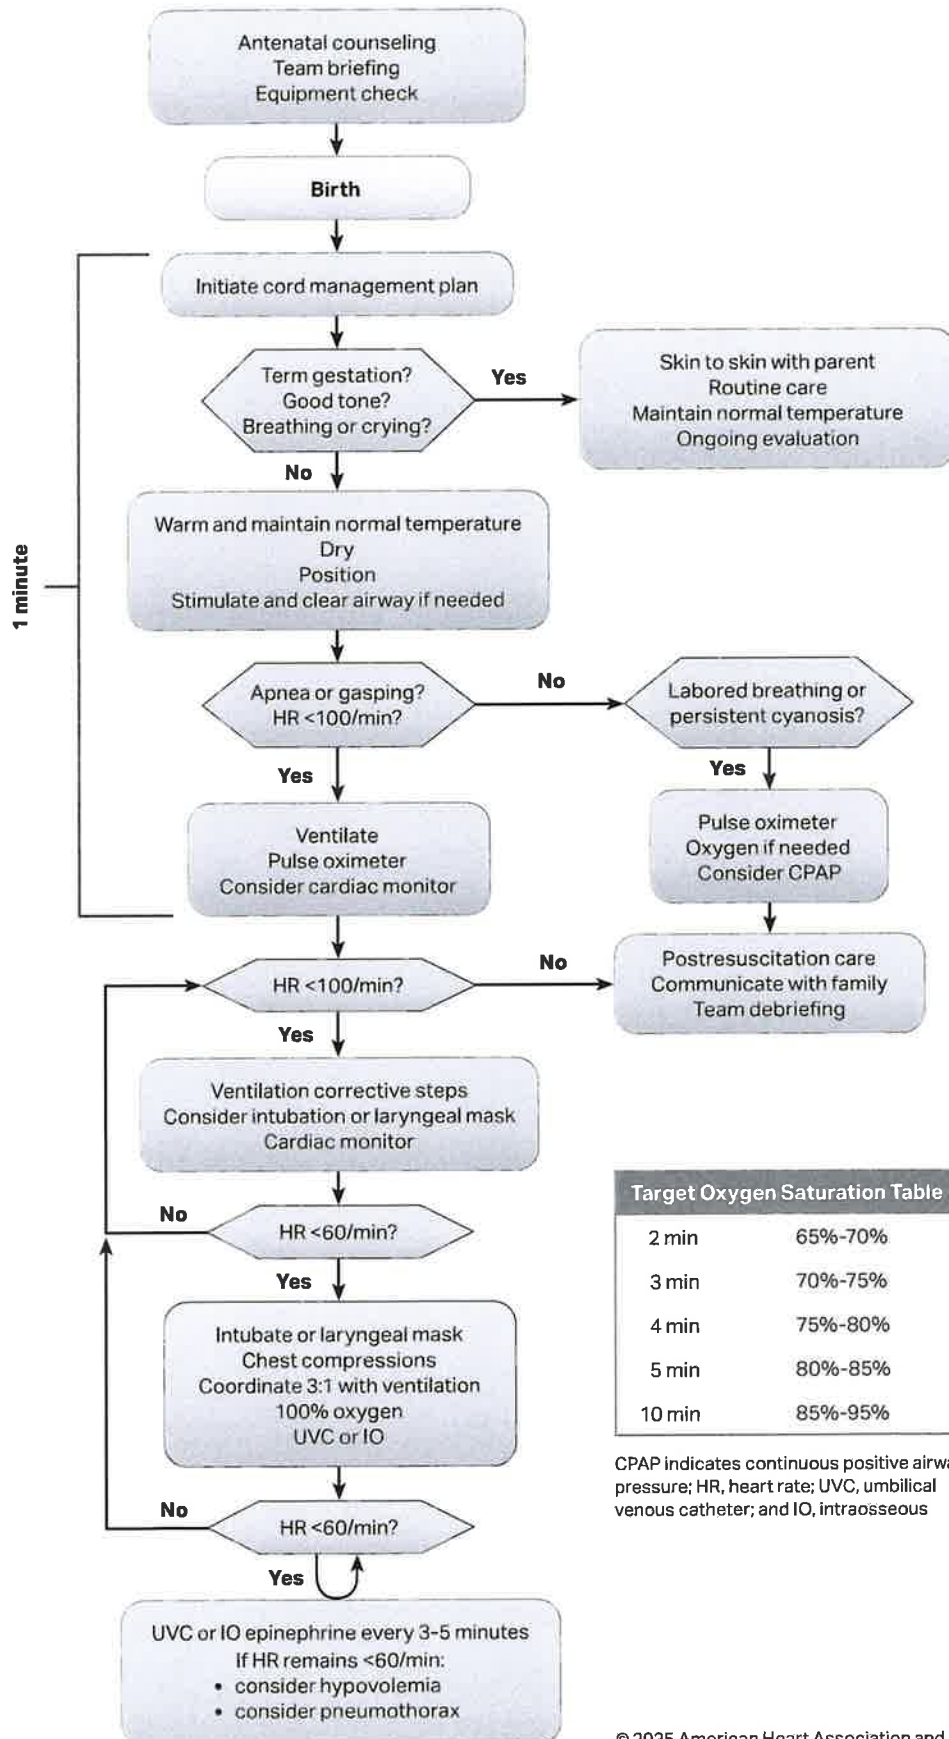 Antenatal counseling
Team briefing
Equipment check
Birth
Initiate cord management plan
Term gestation?
Good tone?
Breathing or crying?
Yes
Skin to skin with parent
Routine care
Maintain normal temperature
Ongoing evaluation
No
Warm and maintain normal temperature
Dry
Position
Stimulate and clear airway if needed
1 minute
Apnea or gasping?
HR <100/min?
No
Labored breathing or
persistent cyanosis?
Yes
Yes
Ventilate
Pulse oximeter
Consider cardiac monitor
Pulse oximeter
Oxygen if needed
Consider CPAP
HR <100/min?
No
Postresuscitation care
Communicate with family
Team debriefing
Yes
Ventilation corrective steps
Consider intubation or laryngeal mask
Cardiac monitor
No
HR <60/min?
Yes
Intubate or laryngeal mask
Chest compressions
Coordinate 3:1 with ventilation
100% oxygen
UVC or IO
No
HR <60/min?
Yes
UVC or IO epinephrine every 3-5 minutes
If HR remains <60/min:
• consider hypovolemia
• consider pneumothorax
Target Oxygen Saturation Table
2 min 65%-70%
3 min 70%-75%
4 min 75%-80%
5 min 80%-85%
10 min 85%-95%
CPAP indicates continuous positive
pressure; HR, heart rate; UVC, umbilical
venous catheter; and IO, intraosseous
© 2025 American Heart Association and